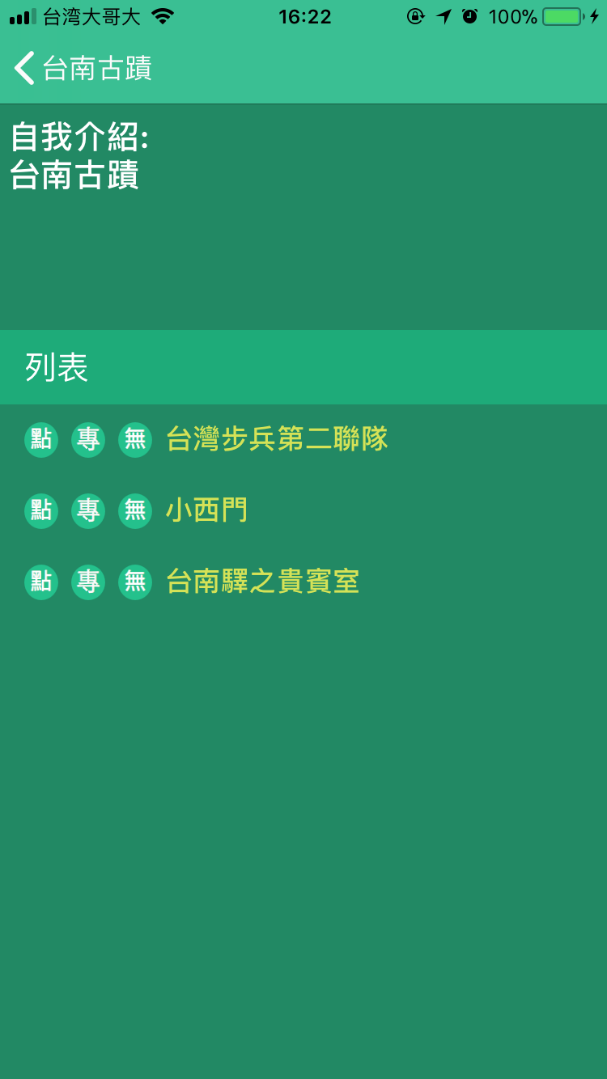 台湾大哥大 16:22 100%
台南古蹟
自我介紹:
台南古蹟
列表
點 專 無 台灣步兵第二聯隊
點 專 無 小西門
點 專 無 台南驛之貴賓室